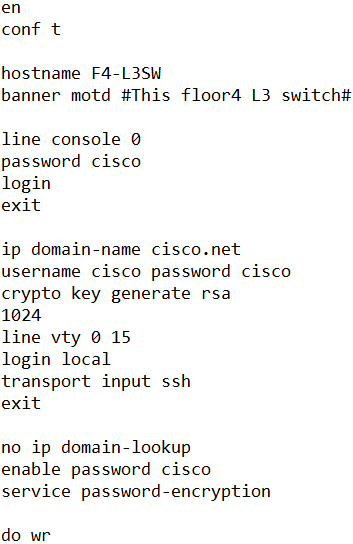 en
conf t
hostname F4-L3SW
banner motd #This floor4 L3 switch#
line console 0
password cisco
login
exit
ip domain-name cisco.net
username cisco password cisco
crypto key generate rsa
1024
line vty 0 15
login local
transport input ssh
exit
no ip domain-lookup
enable password cisco
service password-encryption
do wr